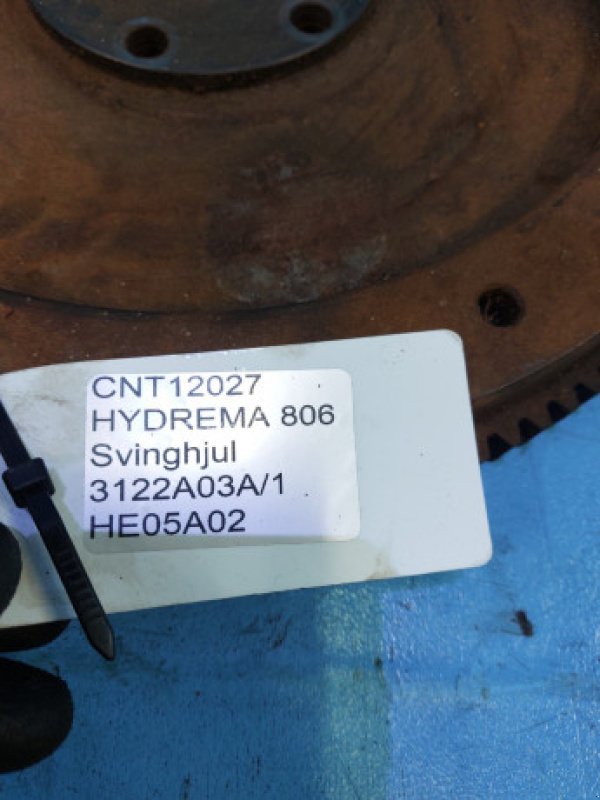 CNT12027
HYDREMA 806
Svinghjul
3122A03A/1
HE05A02